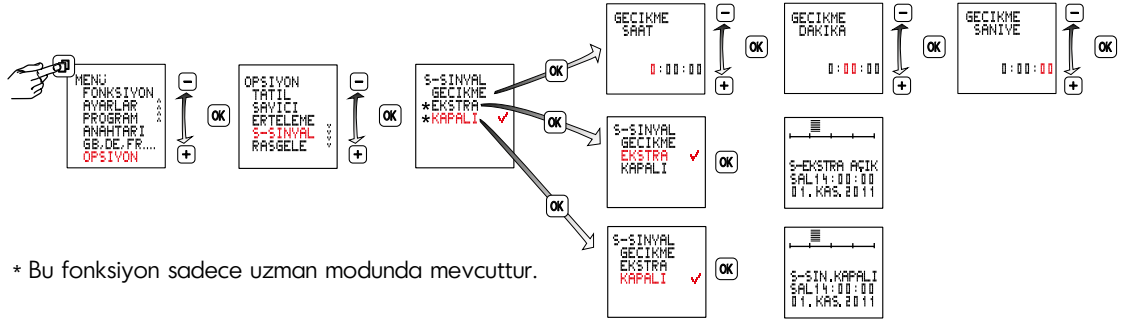 MENÜ
FONKSIYON
AYARLAR
PROGRAM
ANAHTARI
GB,DE,FR....
OPSIYON
−
+
OK
OPSIYON
TATIL
SAYICI
ERTELEME
S-SINYAL
RASGELE
−
+
OK
S-SINYAL
GECIKME
*EKSTRA
*KAPALI ✓
OK
GECIKME
SAAT
0:00:00
−
+
OK
GECIKME
DAKIKA
0:00:00
−
+
OK
GECIKME
SANIYE
0:00:00
−
+
OK
OK
S-SINYAL
GECIKME
EKSTRA ✓
KAPALI
OK
S-EKSTRA AÇIK
SAL14:00:00
01.KAS.2011
OK
S-SINYAL
GECIKME
EKSTRA
KAPALI ✓
OK
S-SIN.KAPALI
SAL14:00:00
01.KAS.2011
* Bu fonksiyon sadece uzman modunda mevcuttur.